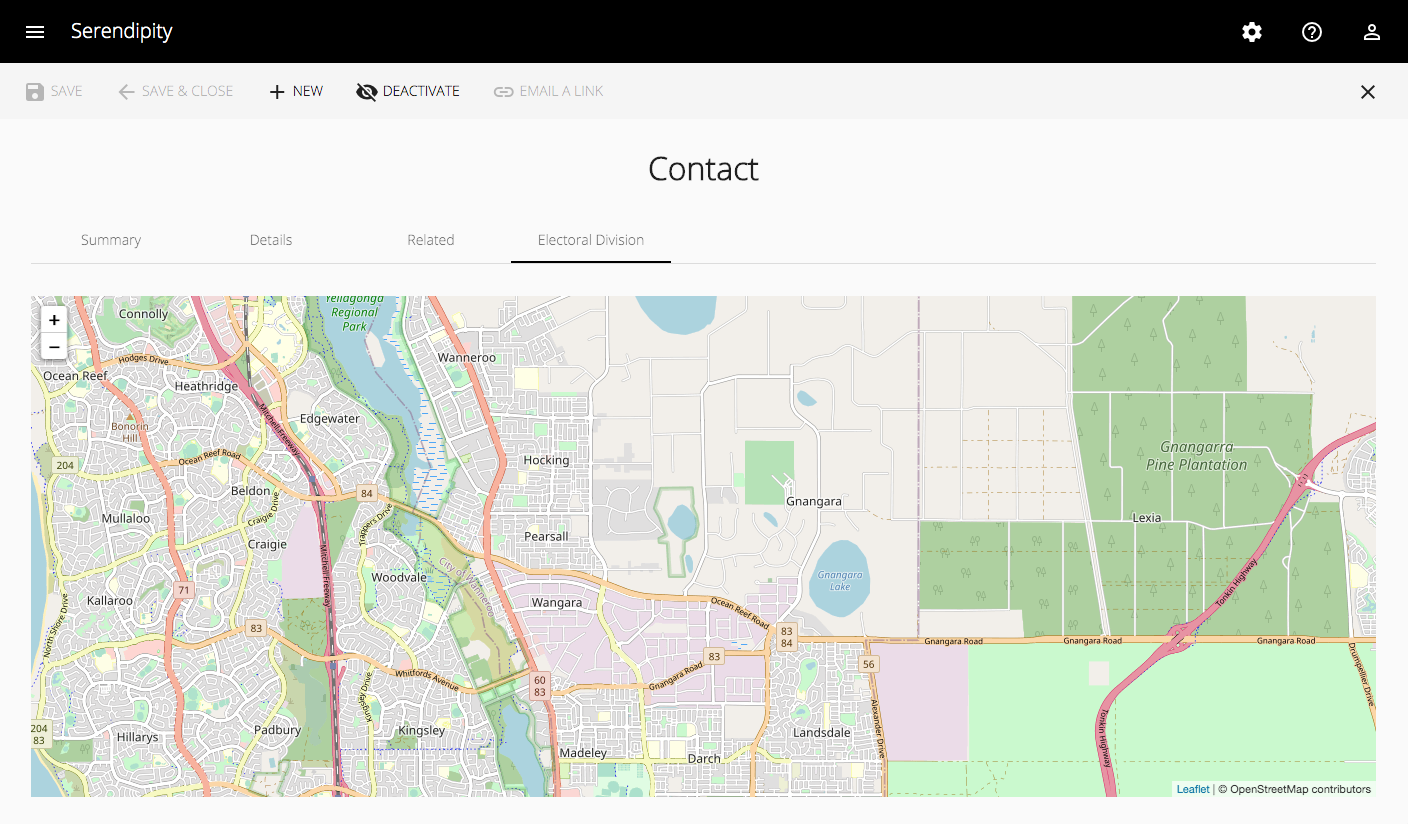 Serendipity
SAVE
SAVE & CLOSE
NEW
DEACTIVATE
EMAIL A LINK
Contact
Summary
Details
Related
Electoral Division
+
−
Yellagonga
Regional
Park
Connolly
Hodges Drive
Wanneroo
Ocean Reef
Heathridge
Mitchell Freeway
Edgewater
Bonorin
Hill
Ocean Reef Road
204
Hocking
Gnangarra
Pine Plantation
Beldon
84
Gnangara
Mullaloo
Craigie Drive
Trappers Drive
Lexia
Craigie
Pearsall
Mitchell Freeway
City of Wanneroo
Woodvale
Gnangara
Lake
Tonkin Highway
71
Kallaroo
Wangara
North Shore Drive
Ocean Reef Road
83
83
84
Gnangara Road
Gnangara Road
Gnangara Road
83
56
Whitfords Avenue
Gnangara Road
60
83
Kingsley Drive
Drumpellier Drive
Alexander Drive
Tonkin Highway
204
83
Hillarys
Padbury
Kingsley
Landsdale
Madeley
Darch
Leaflet | © OpenStreetMap contributors